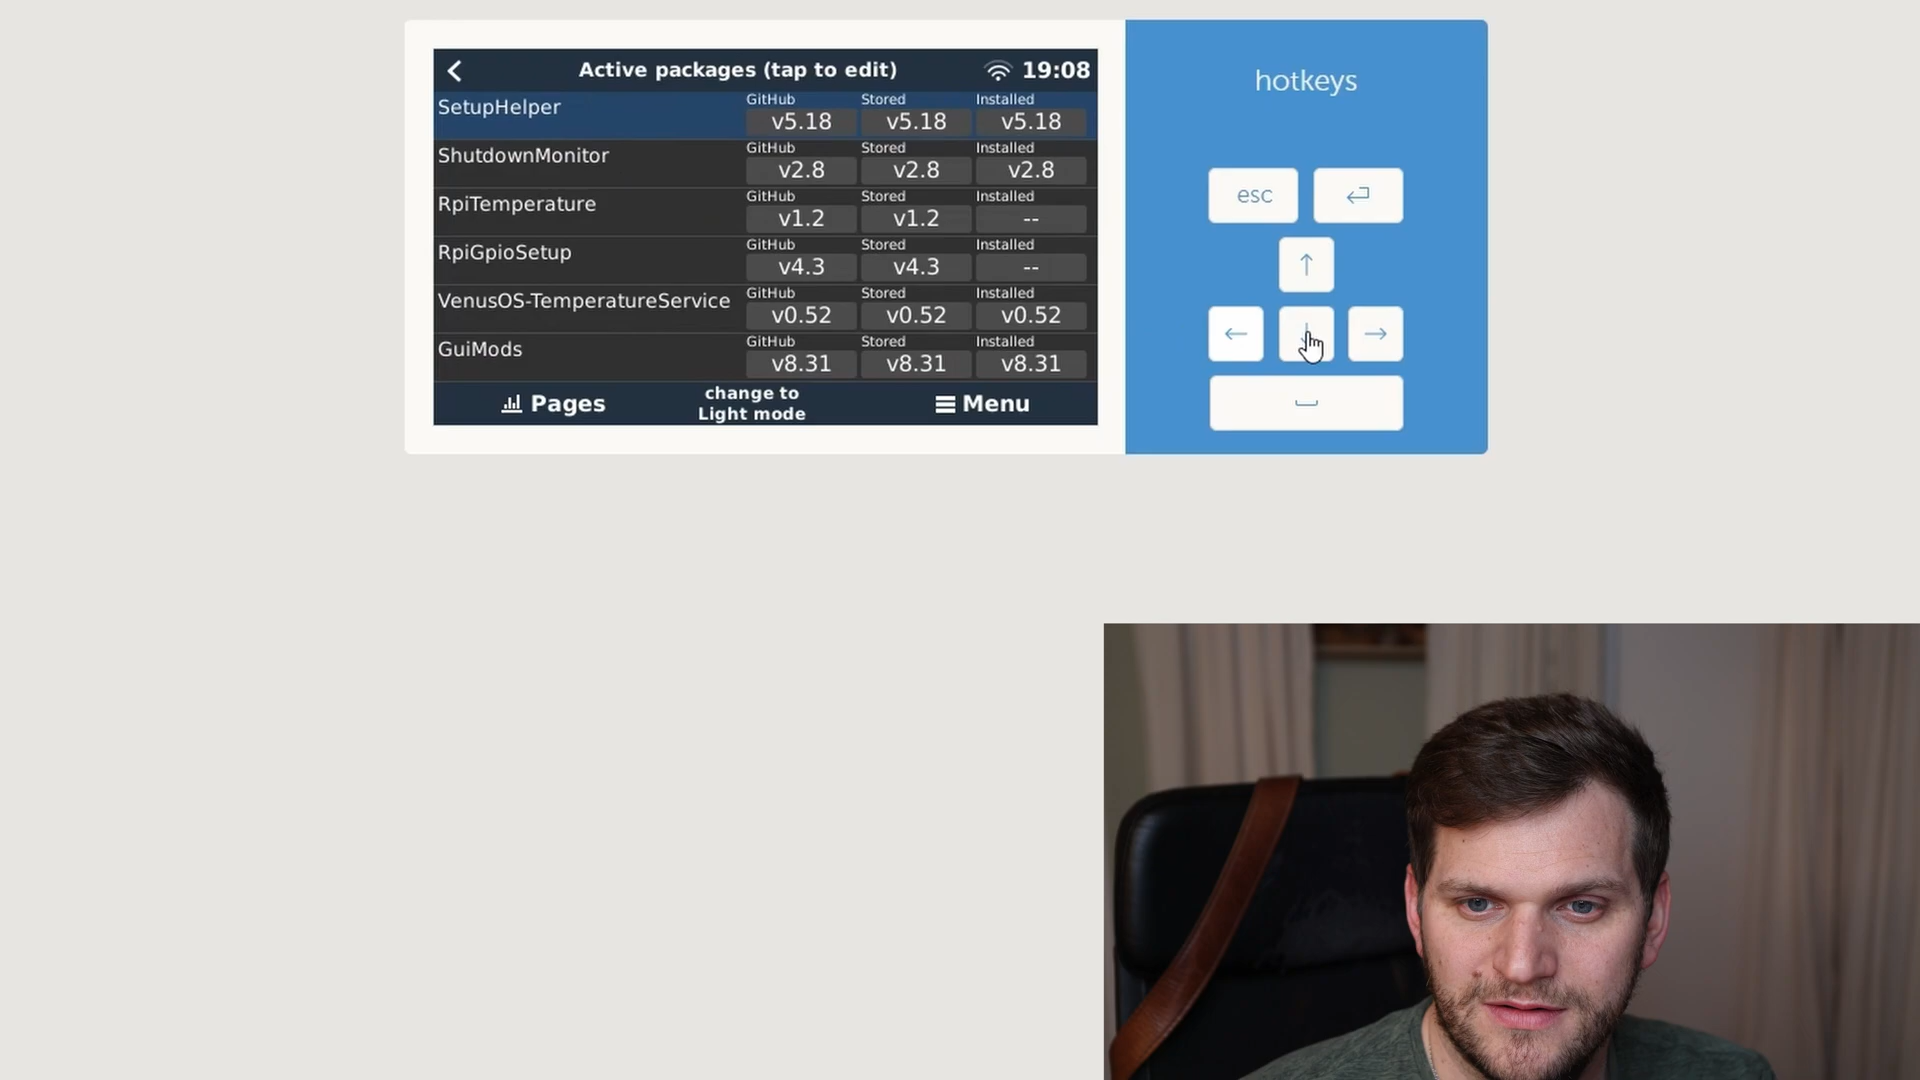 Active packages (tap to edit) 19:08
SetupHelper GitHub Stored Installed
v5.18 v5.18 v5.18
ShutdownMonitor GitHub Stored Installed
v2.8 v2.8 v2.8
RpiTemperature GitHub Stored Installed
v1.2 v1.2 --
RpiGpioSetup GitHub Stored Installed
v4.3 v4.3 --
VenusOS-TemperatureService GitHub Stored Installed
v0.52 v0.52 v0.52
GuiMods GitHub Stored Installed
v8.31 v8.31 v8.31
Pages change to Menu
Light mode
hotkeys
esc